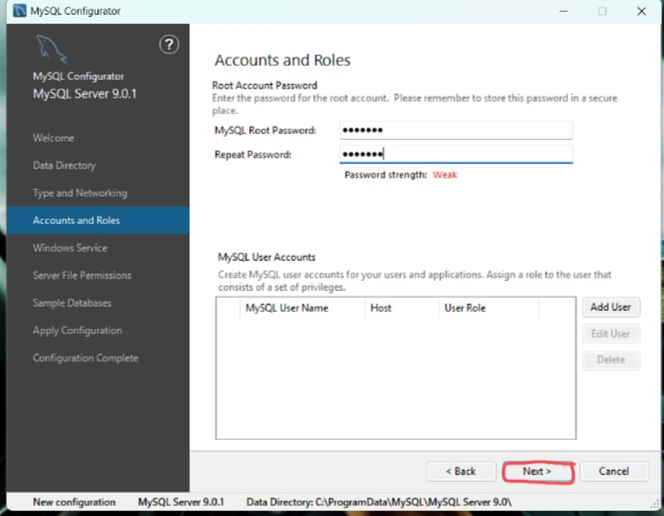 MySQL Configurator
?
MySQL Configurator
MySQL Server 9.0.1
Welcome
Data Directory
Type and Networking
Accounts and Roles
Windows Service
Server File Permissions
Sample Databases
Apply Configuration
Configuration Complete
Accounts and Roles
Root Account Password
Enter the password for the root account. Please remember to store this password in a secure
place.
MySQL Root Password: •••••••
Repeat Password: •••••••
Password strength: Weak
MySQL User Accounts
Create MySQL user accounts for your users and applications. Assign a role to the user that
consists of a set of privileges.
MySQL User Name Host User Role
Add User
Edit User
Delete
< Back Next > Cancel
New configuration MySQL Server 9.0.1 Data Directory: C:\ProgramData\MySQL\MySQL Server 9.0\